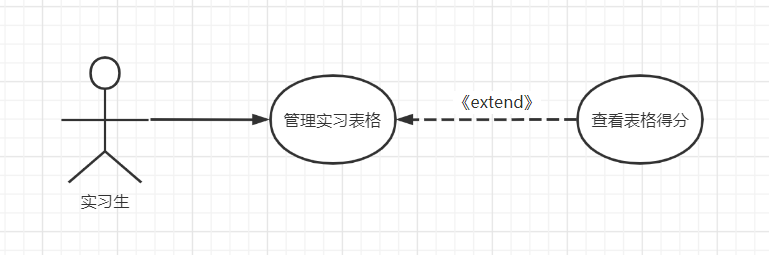 《extend》
管理实习表格
查看表格得分
实习生